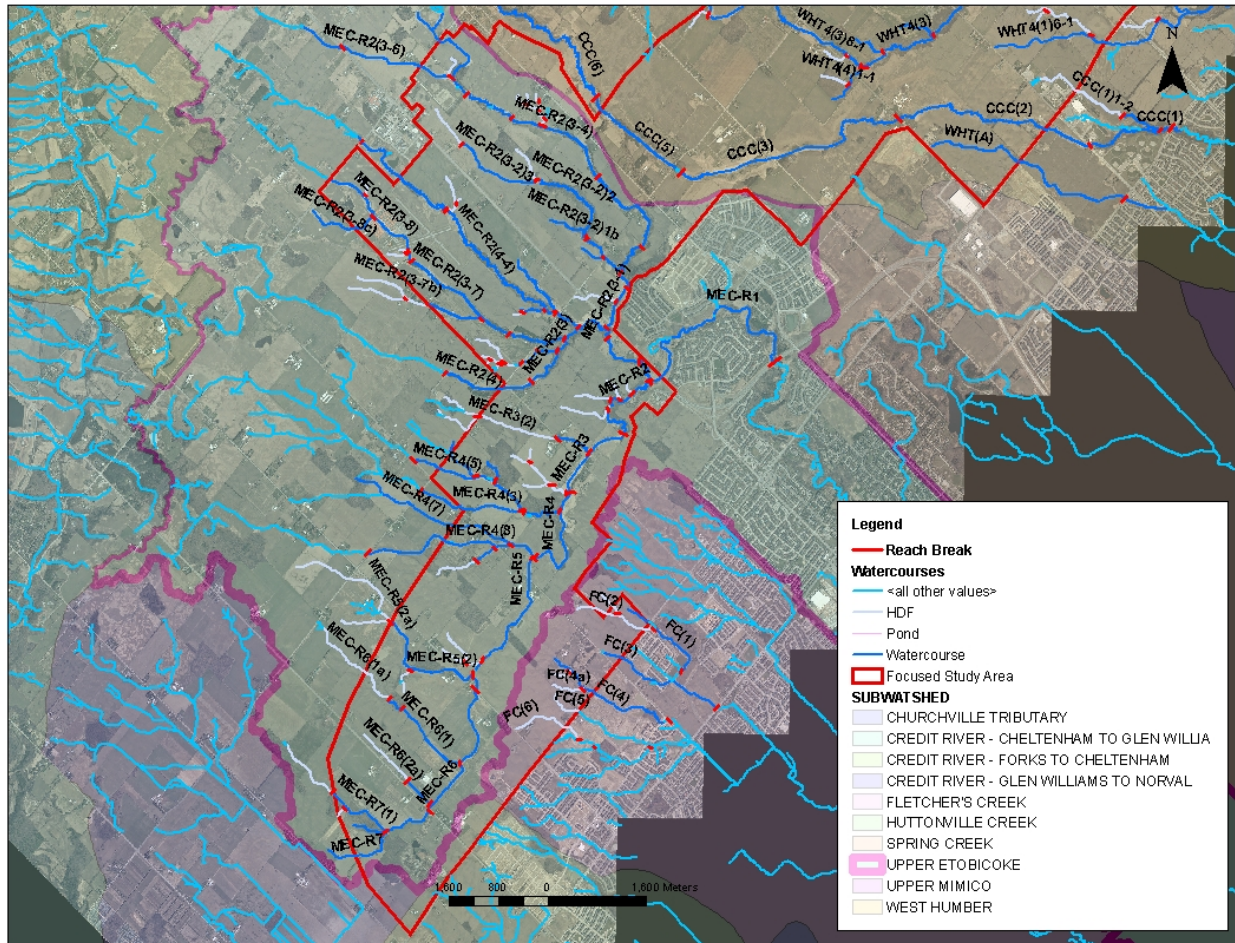 MEC-R2(3-6)
CCC(6)
WHT4(3)8-1
WHT4(3)
WHT4(1)6-1
N
WHT4(4)1-1
CCC(1)1-2
MEC-R2(3-4)
CCC(2)
CCC(1)
CCC(5)
CCC(3)
WHT(A)
MEC-R2(3-2)3
MEC-R2(3-2)2
MEC-R2(3-8)
MEC-R2(3-8c)
MEC-R2(4-4)
MEC-R2(3-2)1b
MEC-R2(3-7)
MEC-R2(3-7b)
MEC-R2(3-1)
MEC-R1
MEC-R2(3)
MEC-R2(4)
MEC-R2
MEC-R3(2)
MEC-R3
MEC-R4(5)
MEC-R4(7)
MEC-R4(3)
MEC-R4
MEC-R4(8)
MEC-R5
MEC-R5(2a)
FC(2)
FC(1)
FC(3)
MEC-R6(1a)
MEC-R5(2)
FC(4a)
FC(4)
FC(5)
FC(6)
MEC-R6(1)
MEC-R6(2a)
MEC-R6
MEC-R7(1)
MEC-R7
1,600 800 0 1,600 Meters
Legend
Reach Break
Watercourses
<all other values>
HDF
Pond
Watercourse
Focused Study Area
SUBWATSHED
CHURCHVILLE TRIBUTARY
CREDIT RIVER - CHELTENHAM TO GLEN WILLIA
CREDIT RIVER - FORKS TO CHELTENHAM
CREDIT RIVER - GLEN WILLIAMS TO NORVAL
FLETCHER'S CREEK
HUTTONVILLE CREEK
SPRING CREEK
UPPER ETOBICOKE
UPPER MIMICO
WEST HUMBER